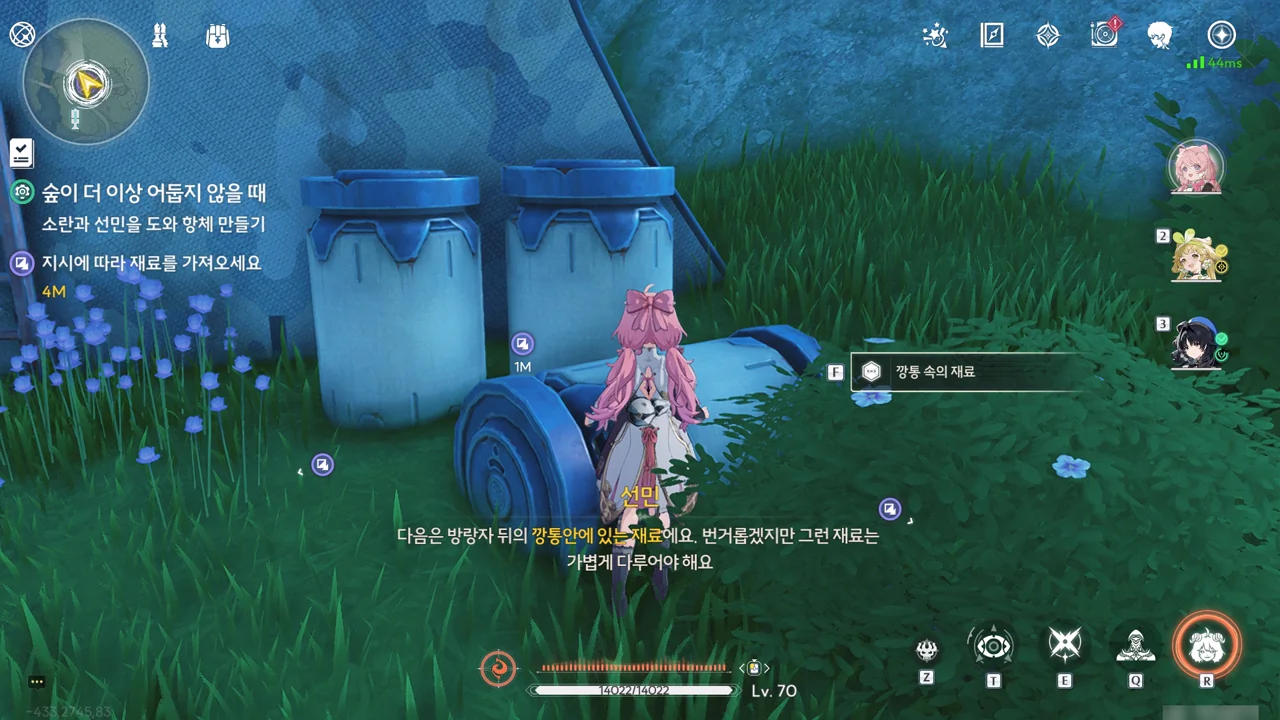 44ms
숲이 더 이상 어둡지 않을 때
소란과 선민을 도와 항체 만들기
지시에 따라 재료를 가져오세요
4M
2
3
1M
F
깡통 속의 재료
선민
다음은 방랑자 뒤의 깡통안에 있는 재료에요. 번거롭겠지만 그런 재료는
가볍게 다루어야 해요
14022/14022
Lv. 70
Z
T
E
Q
R
-433,2745,83